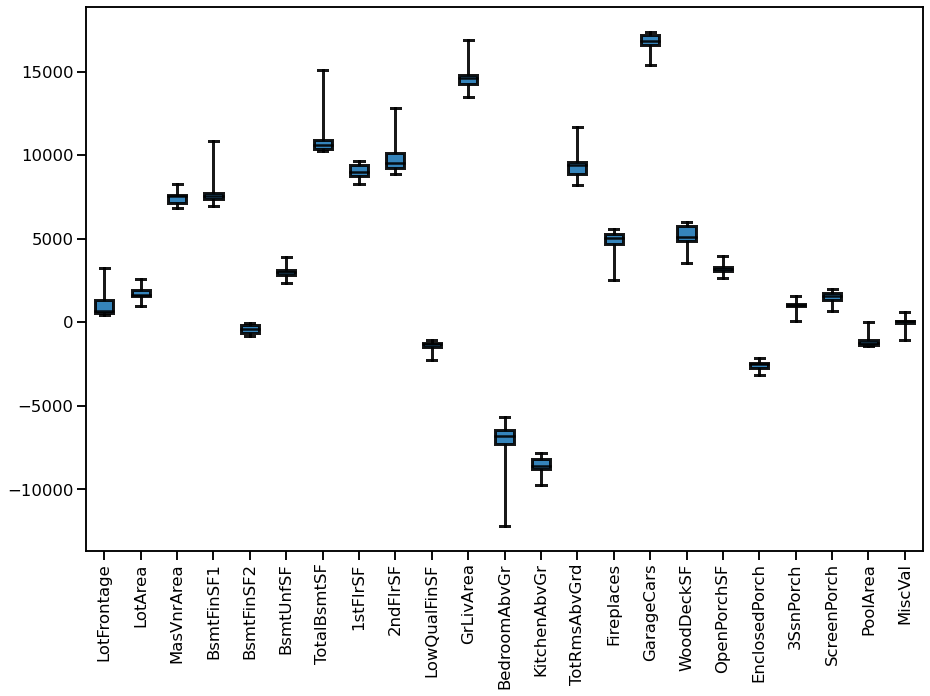 15000
10000
5000
0
−5000
−10000
LotFrontage
LotArea
MasVnrArea
BsmtFinSF1
BsmtFinSF2
BsmtUnfSF
TotalBsmtSF
1stFlrSF
2ndFlrSF
LowQualFinSF
GrLivArea
BedroomAbvGr
KitchenAbvGr
TotRmsAbvGrd
Fireplaces
GarageCars
WoodDeckSF
OpenPorchSF
EnclosedPorch
3SsnPorch
ScreenPorch
PoolArea
MiscVal